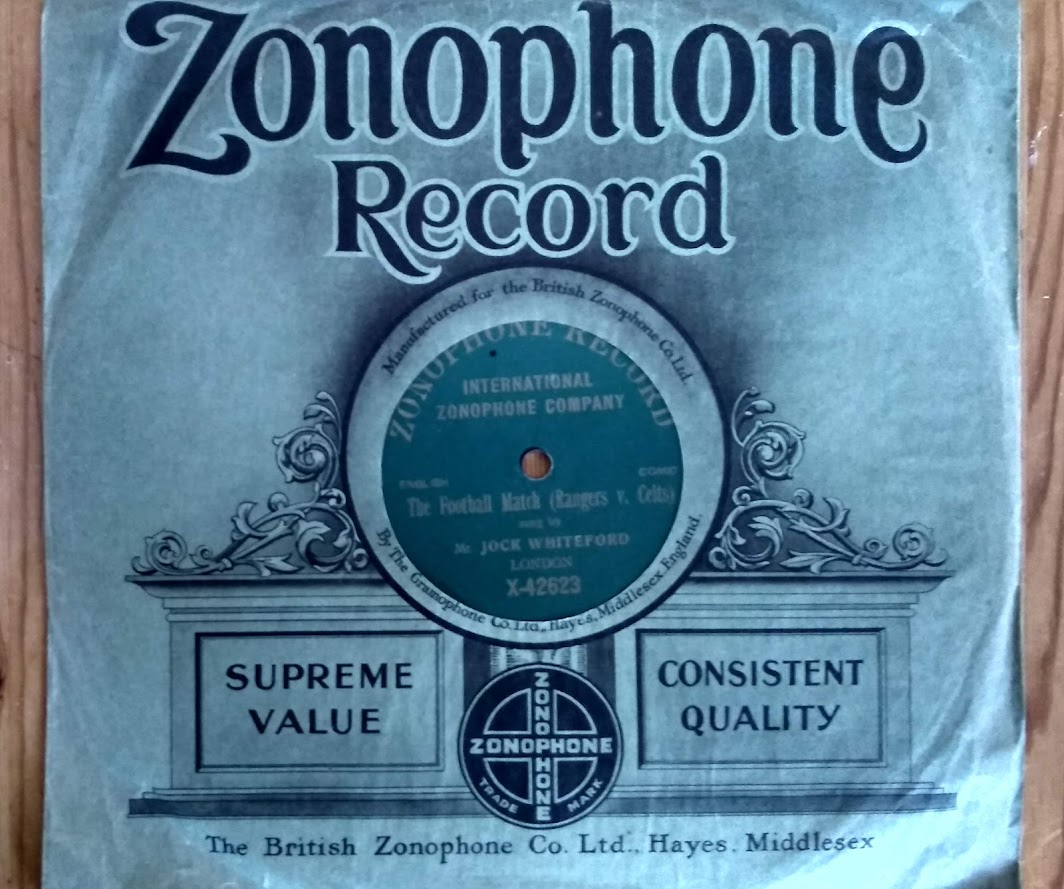 Zonophone
Record
Manufactured for the British Zonophone Co. Ltd.
ZONOPHONE RECORD
INTERNATIONAL
ZONOPHONE COMPANY
ENGLISH COMIC
The Football Match (Rangers v. Celts)
sung by
Mr. JOCK WHITEFORD
LONDON
X-42623
By The Gramophone Co. Ltd., Hayes, Middlesex, England.
SUPREME
VALUE
CONSISTENT
QUALITY
ZONOPHONE
ZONOPHONE
TRADE MARK
The British Zonophone Co. Ltd., Hayes. Middlesex